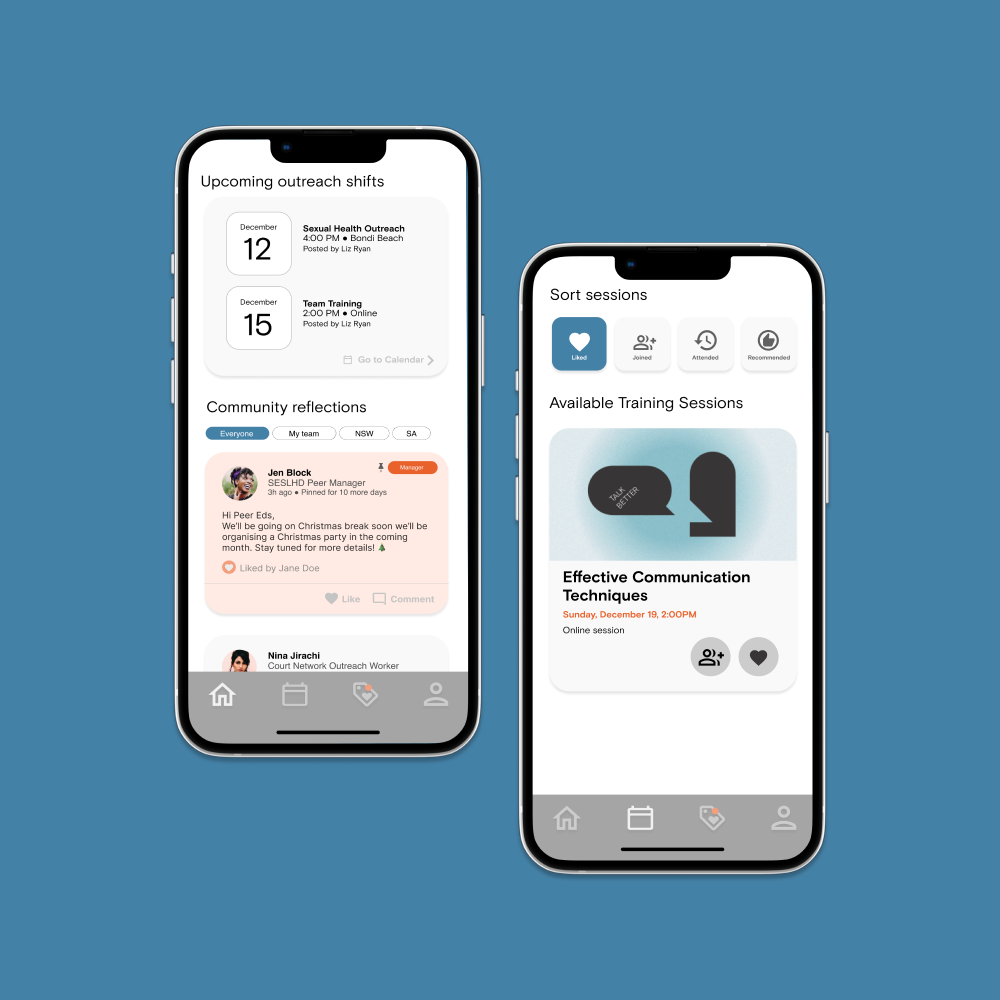 Upcoming outreach shifts
December
12
Sexual Health Outreach
4:00 PM ● Bondi Beach
Posted by Liz Ryan
December
15
Team Training
2:00 PM ● Online
Posted by Liz Ryan
Go to Calendar
Community reflections
Everyone
My team
NSW
SA
Jen Block
Manager
SESLHD Peer Manager
3h ago ● Pinned for 10 more days
Hi Peer Eds,
We'll be going on Christmas break soon we'll be
organising a Christmas party in the coming
month. Stay tuned for more details! 🎄
Liked by Jane Doe
Like
Comment
Nina Jirachi
Court Network Outreach Worker
Sort sessions
Liked
Joined
Attended
Recommended
Available Training Sessions
TALK
BETTER
Effective Communication
Techniques
Sunday, December 19, 2:00PM
Online session